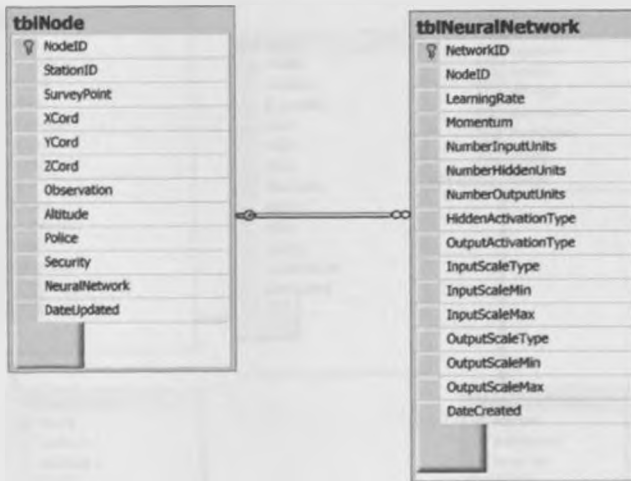 tblNode
NodeID
StationID
SurveyPoint
XCord
YCord
ZCord
Observation
Altitude
Police
Security
NeuralNetwork
DateUpdated
tblNeuralNetwork
NetworkID
NodeID
LearningRate
Momentum
NumberInputUnits
NumberHiddenUnits
NumberOutputUnits
HiddenActivationType
OutputActivationType
InputScaleType
InputScaleMin
InputScaleMax
OutputScaleType
OutputScaleMin
OutputScaleMax
DateCreated